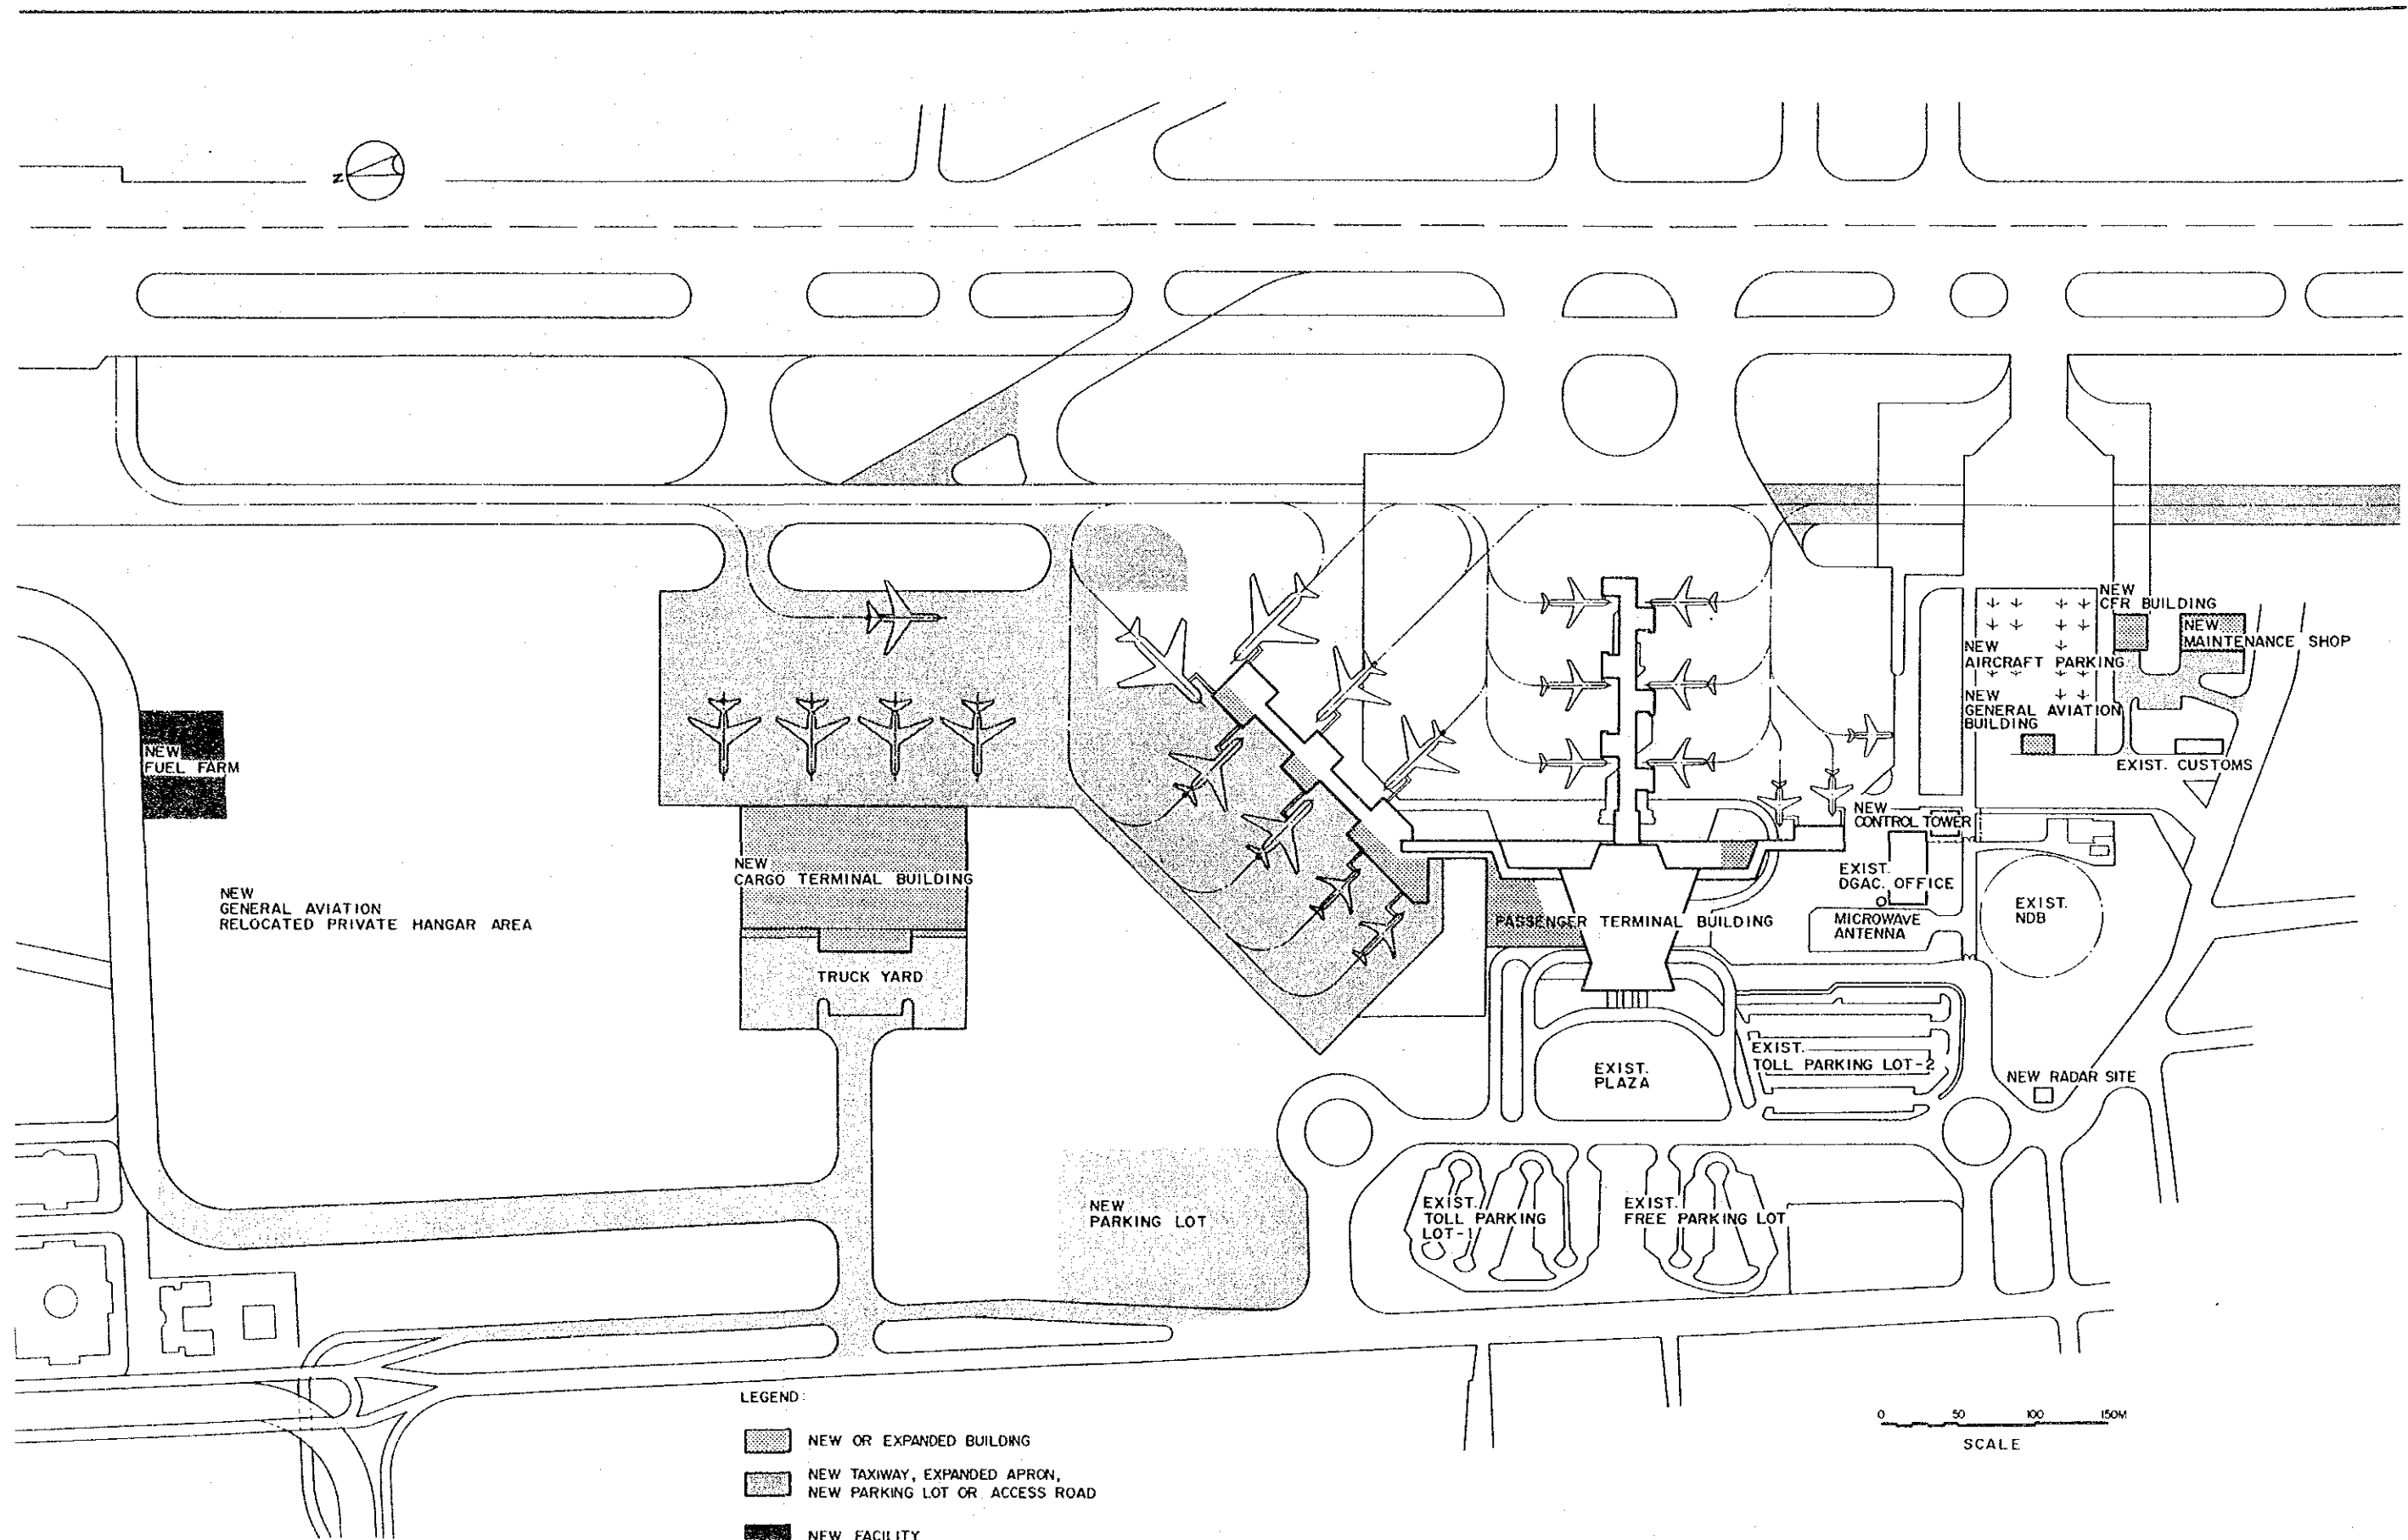 N
NEW
CFR BUILDING
NEW
MAINTENANCE SHOP
NEW
AIRCRAFT PARKING
NEW
GENERAL AVIATION
BUILDING
EXIST. CUSTOMS
NEW
FUEL FARM
NEW
CONTROL TOWER
NEW
CARGO TERMINAL BUILDING
EXIST.
DGAC. OFFICE
NEW
GENERAL AVIATION
RELOCATED PRIVATE HANGAR AREA
PASSENGER TERMINAL BUILDING
MICROWAVE
ANTENNA
EXIST.
NDB
TRUCK YARD
EXIST.
PLAZA
EXIST.
TOLL PARKING LOT-2
NEW RADAR SITE
NEW
PARKING LOT
EXIST.
TOLL PARKING
LOT-1
EXIST.
FREE PARKING LOT
LEGEND:
NEW OR EXPANDED BUILDING
NEW TAXIWAY, EXPANDED APRON,
NEW PARKING LOT OR ACCESS ROAD
NEW FACILITY
0 50 100 150M
SCALE